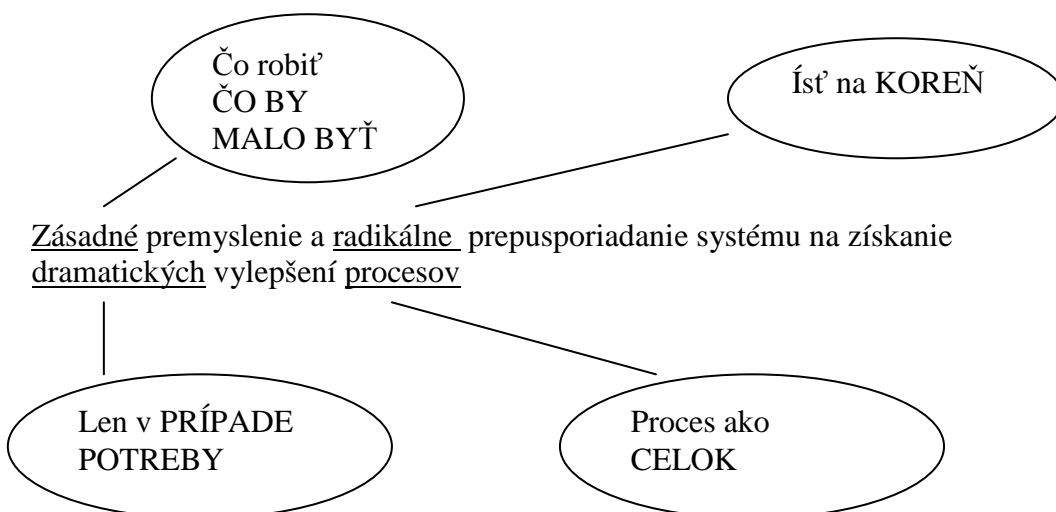 Čo robiť
ČO BY
MALO BYŤ
Ísť na KOREŇ
Zásadné premyslenie a radikálne prepusporiadanie systému na získanie
dramatických vylepšení procesov
Len v PRÍPADE
POTREBY
Proces ako
CELOK